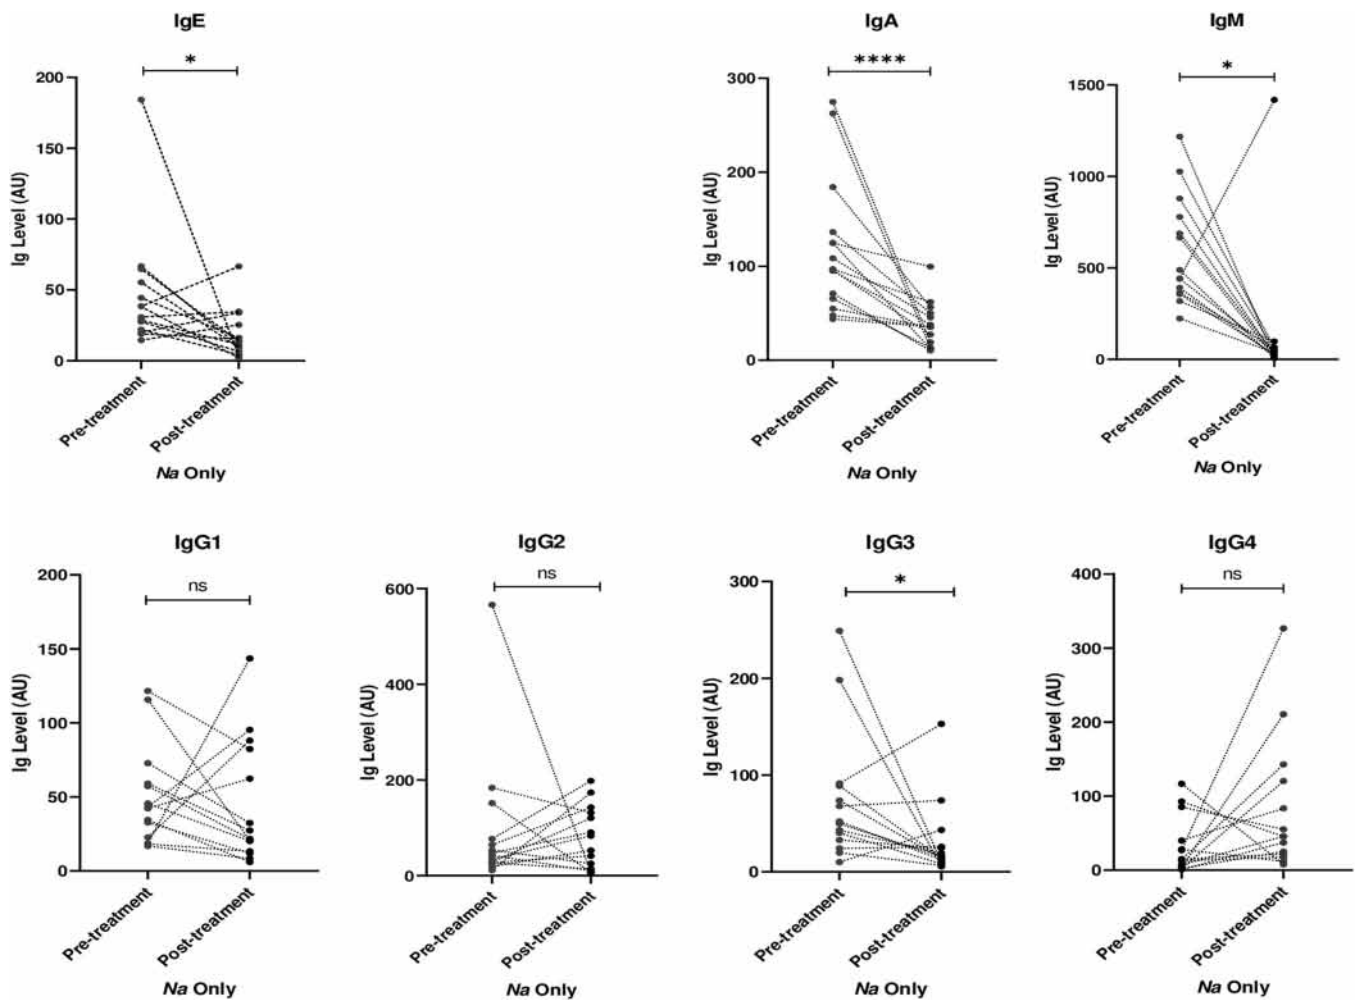 IgE
*
200
150
100
50
0
Ig Level (AU)
Pre-treatment
Post-treatment
Na Only
IgA
****
300
200
100
0
Ig Level (AU)
Pre-treatment
Post-treatment
Na Only
IgM
*
1500
1000
500
0
Ig Level (AU)
Pre-treatment
Post-treatment
Na Only
IgG1
ns
200
150
100
50
0
Ig Level (AU)
Pre-treatment
Post-treatment
Na Only
IgG2
ns
600
400
200
0
Ig Level (AU)
Pre-treatment
Post-treatment
Na Only
IgG3
*
300
200
100
0
Ig Level (AU)
Pre-treatment
Post-treatment
Na Only
IgG4
ns
400
300
200
100
0
Ig Level (AU)
Pre-treatment
Post-treatment
Na Only